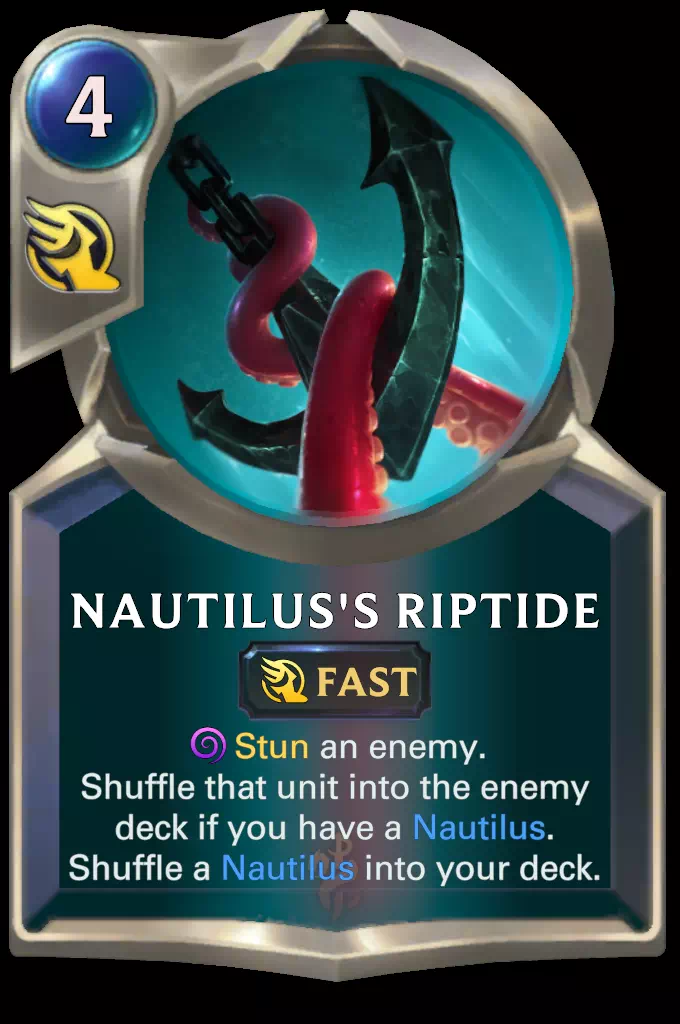 4
NAUTILUS'S RIPTIDE
FAST
Stun an enemy.
Shuffle that unit into the enemy
deck if you have a Nautilus.
Shuffle a Nautilus into your deck.